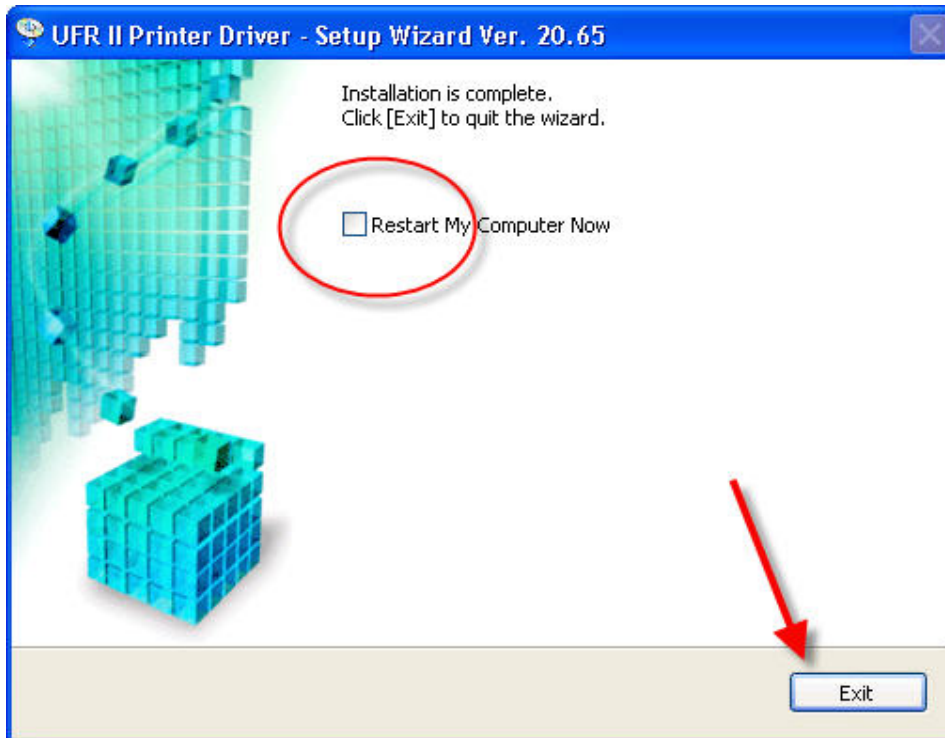 UFR II Printer Driver - Setup Wizard Ver. 20.65
Installation is complete.
Click [Exit] to quit the wizard.
Restart My Computer Now
Exit